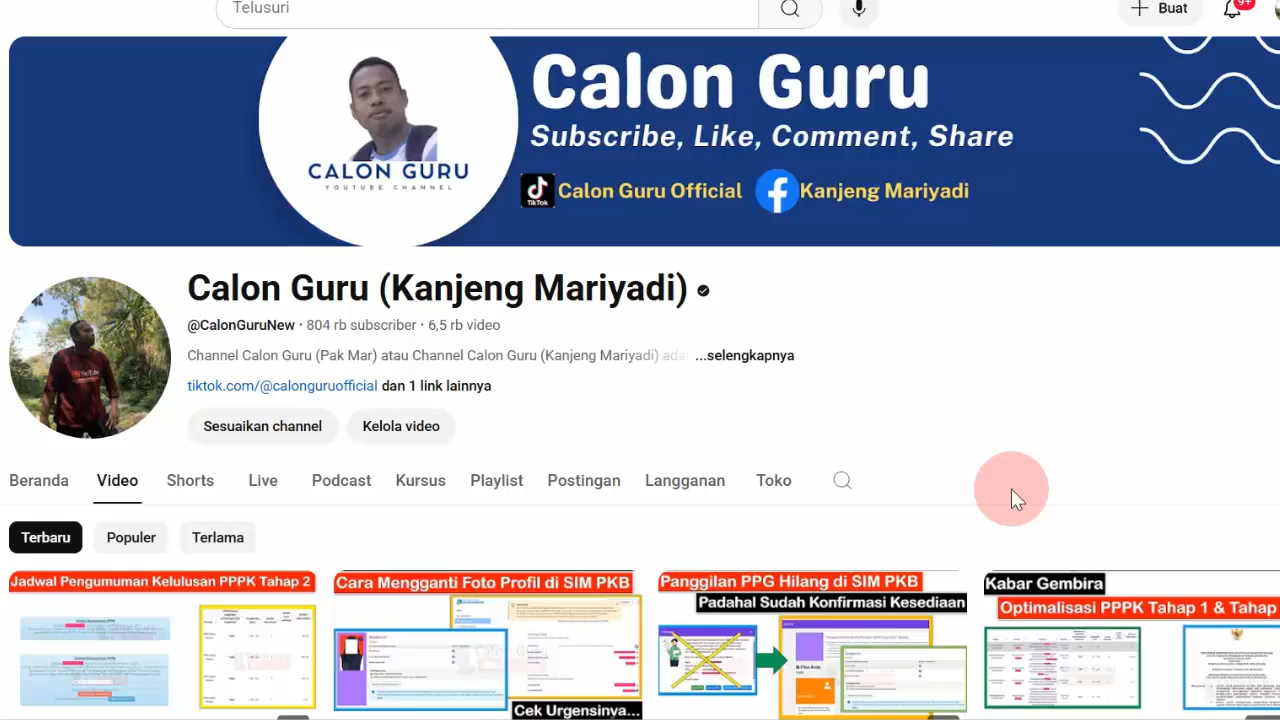 Telusuri
Buat
9+
Calon Guru
Subscribe, Like, Comment, Share
CALON GURU
YOUTUBE CHANNEL
TikTok
Calon Guru Official
Kanjeng Mariyadi
Calon Guru (Kanjeng Mariyadi)
@CalonGuruNew · 804 rb subscriber · 6,5 rb video
Channel Calon Guru (Pak Mar) atau Channel Calon Guru (Kanjeng Mariyadi) ada ...selengkapnya
tiktok.com/@calonguruofficial dan 1 link lainnya
Sesuaikan channel
Kelola video
Beranda Video Shorts Live Podcast Kursus Playlist Postingan Langganan Toko
Terbaru Populer Terlama
Jadwal Pengumuman Kelulusan PPPK Tahap 2
Cara Mengganti Foto Profil di SIM PKB
Cek Urgensinya...
Panggilan PPG Hilang di SIM PKB
Padahal Sudah Konfirmasi Kesediaan
Kabar Gembira
Optimalisasi PPPK Tahap 1 & Tahap